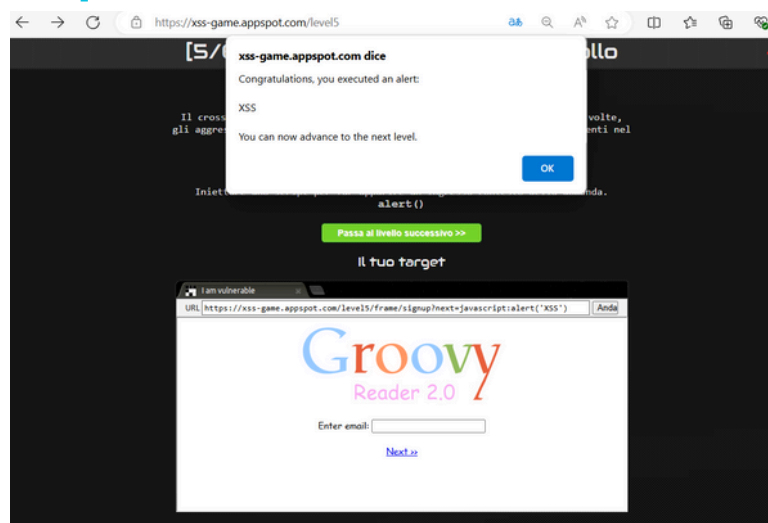 https://xss-game.appspot.com/level5
[5/
llo
xss-game.appspot.com dice
Congratulations, you executed an alert:
XSS
You can now advance to the next level.
OK
Il cross
volte,
gli aggres
enti nel
Iniett
nda.
alert()
Passa al livello successivo >>
Il tuo target
I am vulnerable
URL https://xss-game.appspot.com/level5/frame/signup?next=javascript:alert('XSS') Anda
Groovy
Reader 2.0
Enter email:
Next »